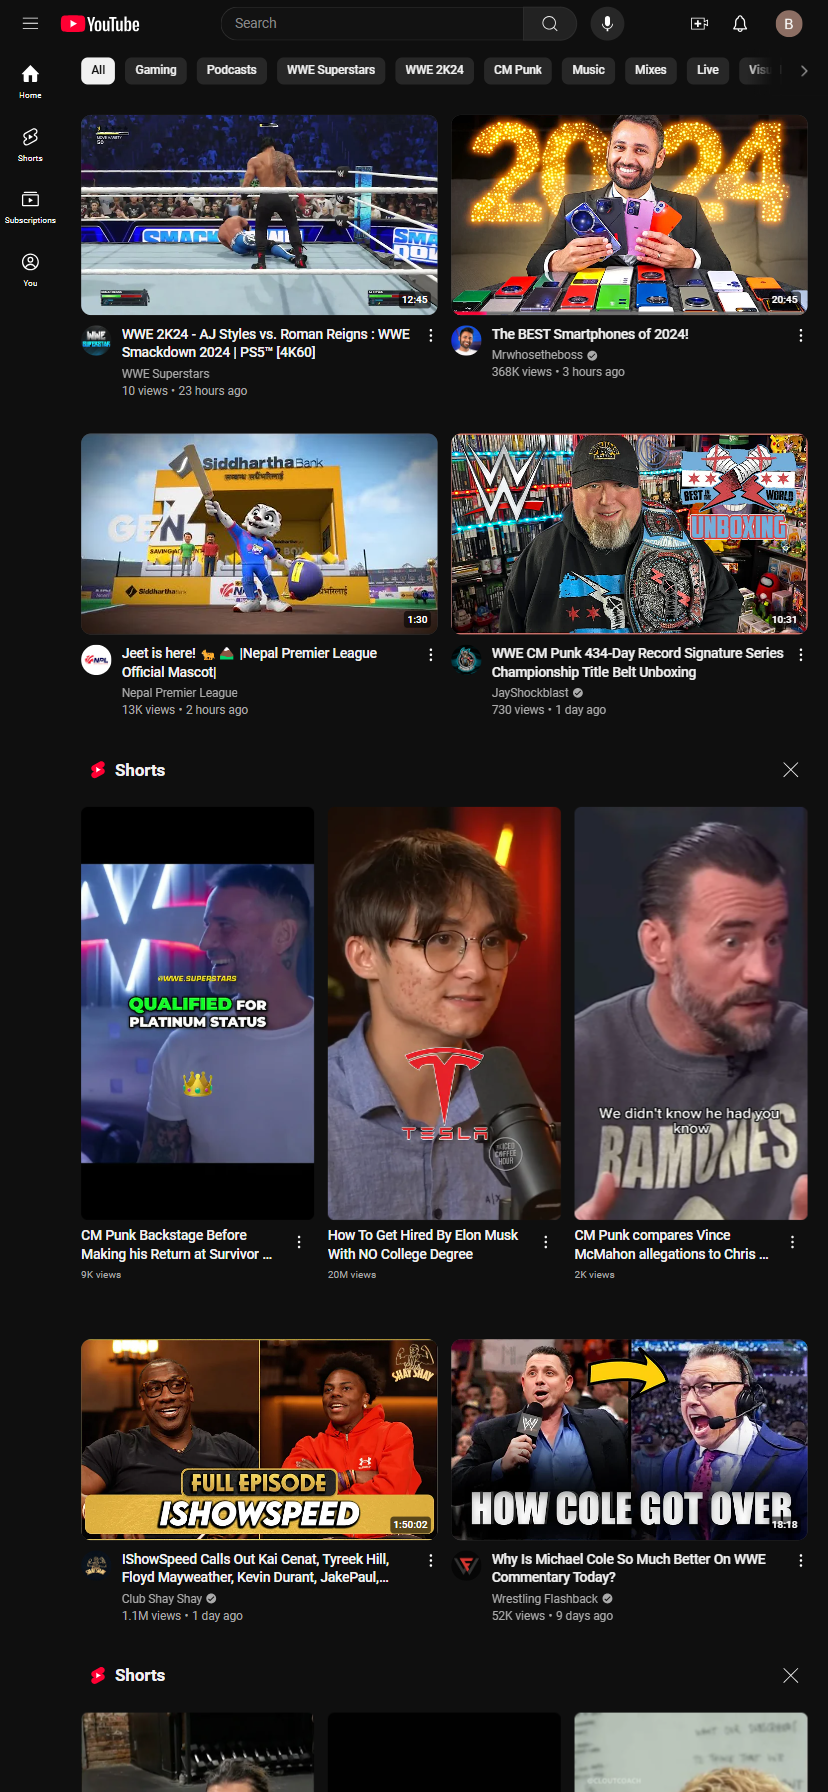 YouTube
Search
B
Home
Shorts
Subscriptions
You
All
Gaming
Podcasts
WWE Superstars
WWE 2K24
CM Punk
Music
Mixes
Live
SMACK
SMA
DOL
12:45
2024
20:45
WWE 2K24 - AJ Styles vs. Roman Reigns : WWE
Smackdown 2024 | PS5™ [4K60]
WWE Superstars
10 views • 23 hours ago
The BEST Smartphones of 2024!
Mrwhosetheboss
368K views • 3 hours ago
Siddhartha Bank
GEN Z
Siddhartha
1:30
BEST IN THE WORLD
UNBOXING
10:31
NPL
Jeet is here! 🐅 🏔️ |Nepal Premier League
Official Mascot|
Nepal Premier League
13K views • 2 hours ago
WWE CM Punk 434-Day Record Signature Series
Championship Title Belt Unboxing
JayShockblast
730 views • 1 day ago
Shorts
@WWE.SUPERSTARS
QUALIFIED FOR
PLATINUM STATUS
TESLA
ICED
COFFEE
HOUR
We didn't know he had you
know
RAMONES
CM Punk Backstage Before
Making his Return at Survivor ...
9K views
How To Get Hired By Elon Musk
With NO College Degree
20M views
CM Punk compares Vince
McMahon allegations to Chris ...
2K views
SHAY SHAY
FULL EPISODE
ISHOWSPEED
1:50:02
HOW COLE GOT OVER
18:18
IShowSpeed Calls Out Kai Cenat, Tyreek Hill,
Floyd Mayweather, Kevin Durant, JakePaul,...
Club Shay Shay
1.1M views • 1 day ago
Why Is Michael Cole So Much Better On WWE
Commentary Today?
Wrestling Flashback
52K views • 9 days ago
Shorts
@CLOUTCOACH